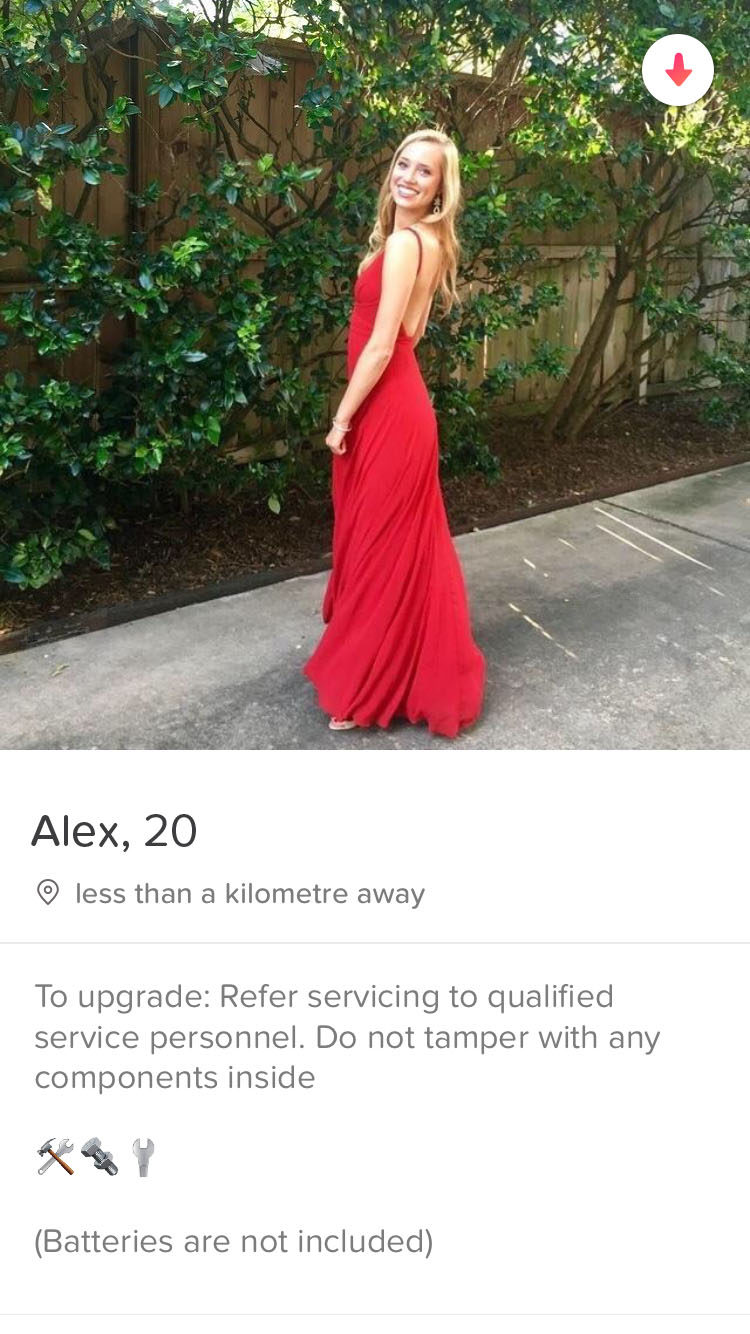 Alex, 20
less than a kilometre away
To upgrade: Refer servicing to qualified
service personnel. Do not tamper with any
components inside
(Batteries are not included)